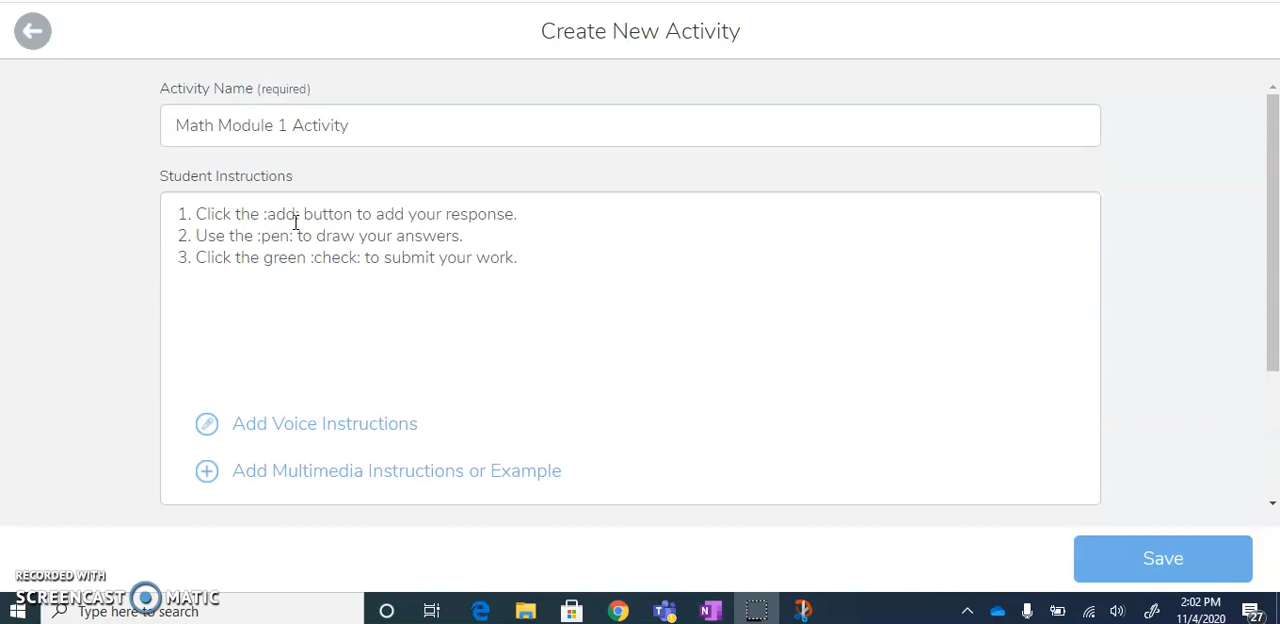 Create New Activity
Activity Name (required)
Math Module 1 Activity
Student Instructions
1. Click the :add: button to add your response.
2. Use the :pen: to draw your answers.
3. Click the green :check: to submit your work.
Add Voice Instructions
Add Multimedia Instructions or Example
Save
RECORDED WITH
SCREENCAST MATIC
Type here to search
2:02 PM
11/4/2020
27